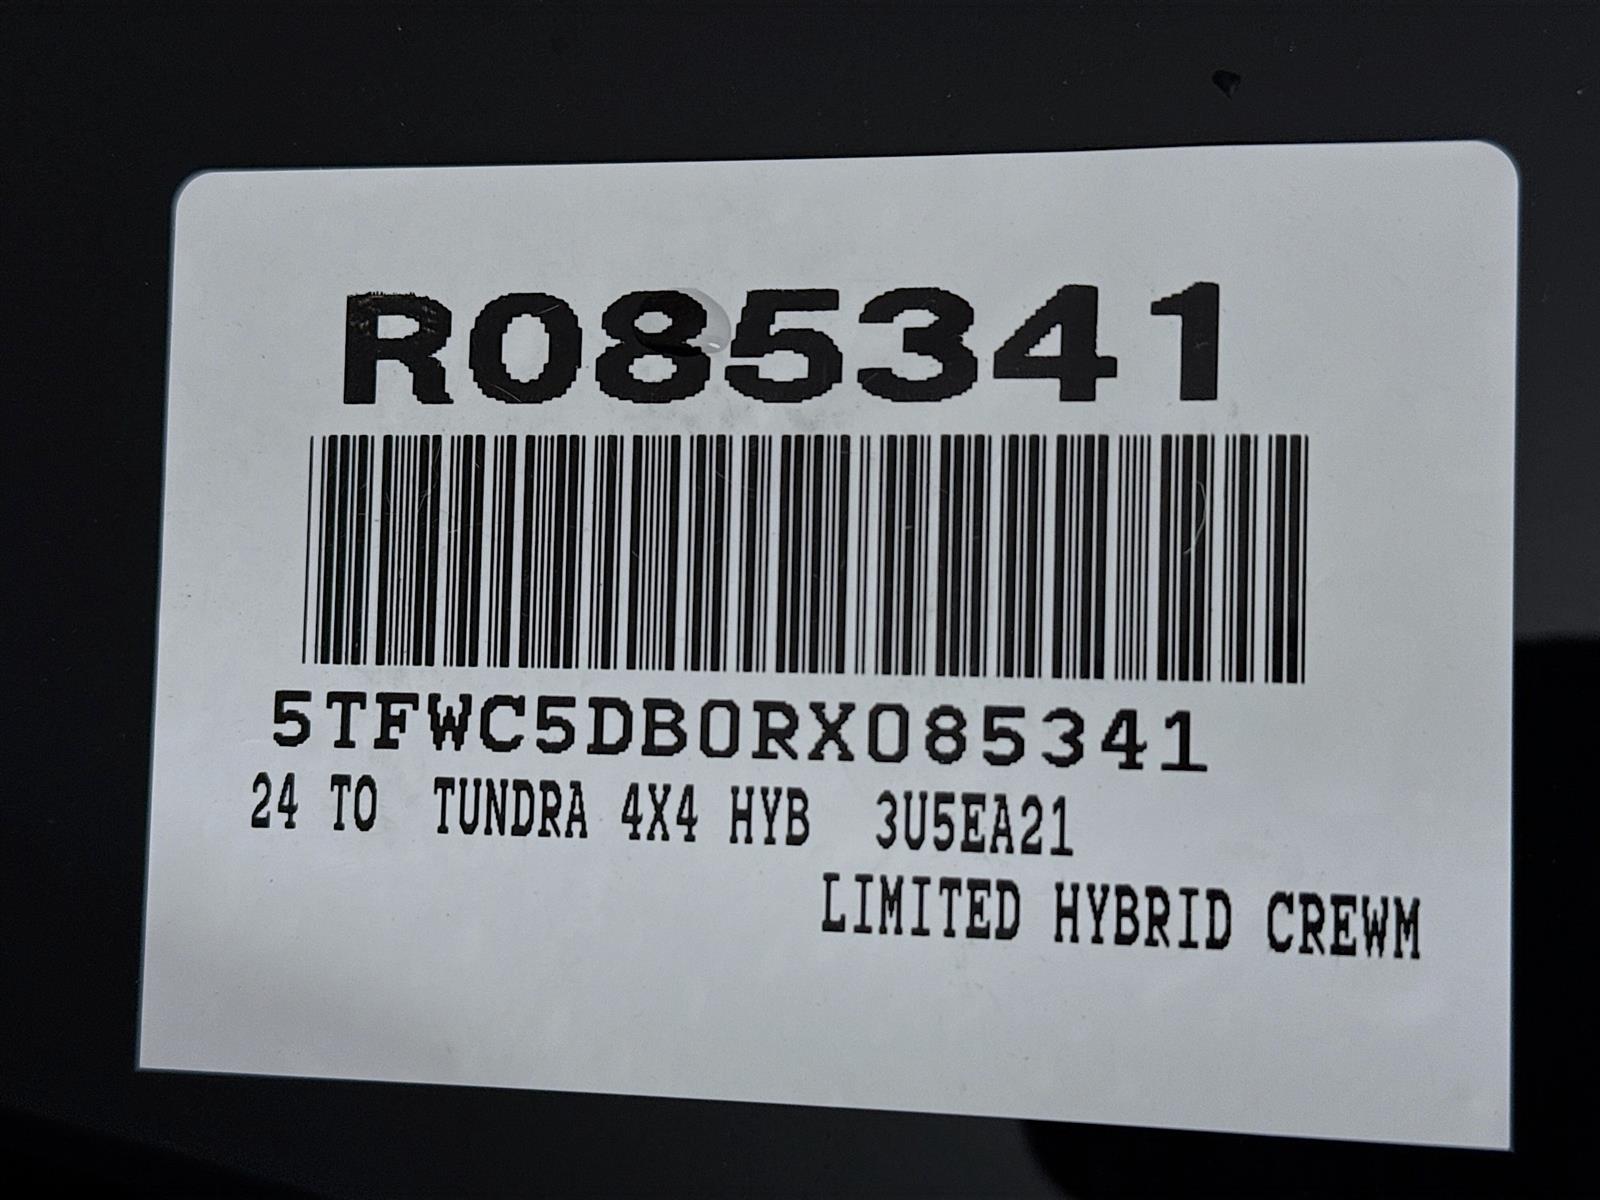 R085341
5TFWC5DB0RX085341
24 TO TUNDRA 4X4 HYB 3U5EA21
LIMITED HYBRID CREWM